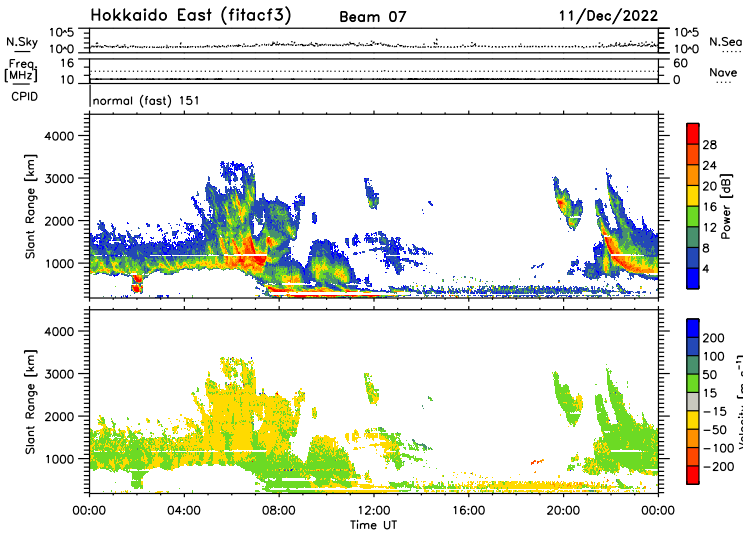 Hokkaido East (fitacf3) Beam 07 11/Dec/2022
N.Sky 10^5 10^0 10^5 10^0 N.Sea
Freq. [MHz] 16 10 60 0 Nave
CPID normal (fast) 151
Slant Range [km] 4000 3000 2000 1000
Power [dB] 28 24 20 16 12 8 4
Slant Range [km] 4000 3000 2000 1000
Velocity [m s^-1] 200 100 50 15 -15 -50 -100 -200
00:00 04:00 08:00 12:00 16:00 20:00 00:00
Time UT